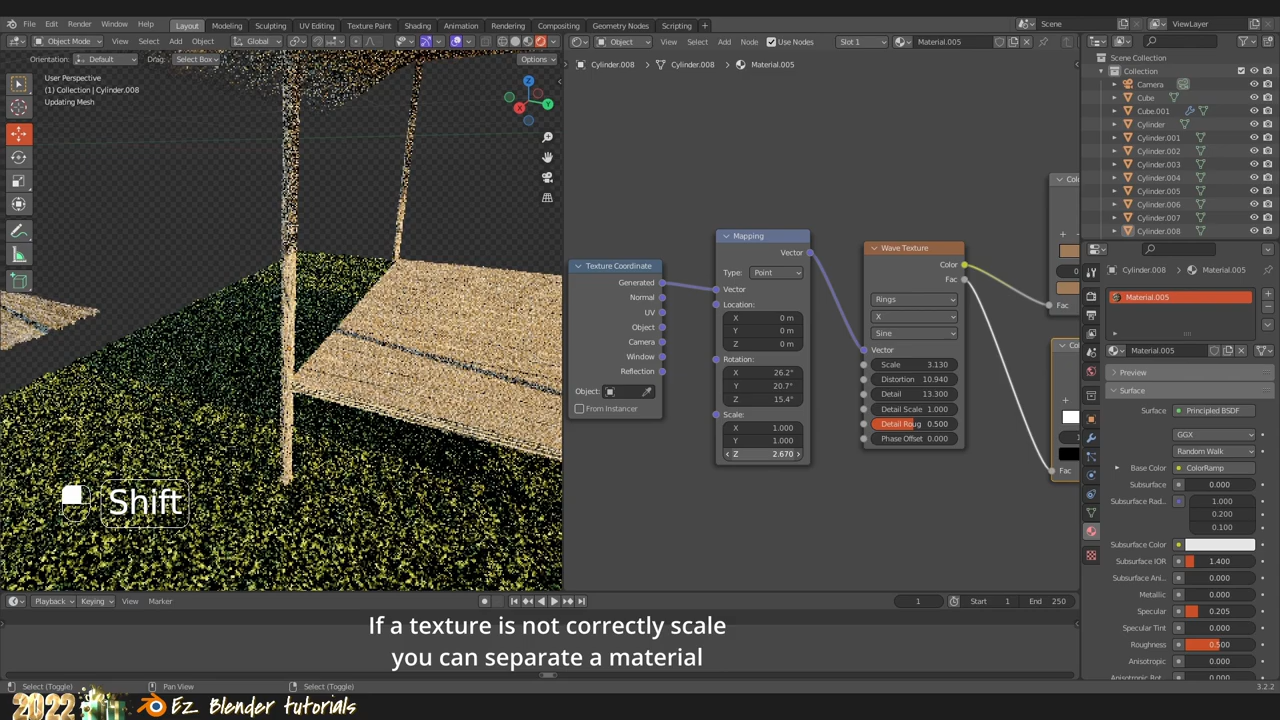 File Edit Render Window Help Layout Modeling Sculpting UV Editing Texture Paint Shading Animation Rendering Compositing Geometry Nodes Scripting + Scene ViewLayer
Object Mode View Select Add Object Global Object View Select Add Node Use Nodes Slot 1 Material.005
Orientation: Default Drag: Select Box Options
Cylinder.008 Cylinder.008 Material.005
User Perspective
(1) Collection | Cylinder.008
Updating Mesh
Z
Y
X
Texture Coordinate
Generated
Normal
UV
Object
Camera
Window
Reflection
Object:
From Instancer
Mapping
Vector
Type: Point
Vector
Location:
X 0 m
Y 0 m
Z 0 m
Rotation:
X 26.2°
Y 20.7°
Z 15.4°
Scale:
X 1.000
Y 1.000
Z 2.670
Wave Texture
Color
Fac
Rings
X
Sine
Vector
Scale 3.130
Distortion 10.940
Detail 13.300
Detail Scale 1.000
Detail Roug 0.500
Phase Offset 0.000
Fac
Fac
Scene Collection
Collection
Camera
Cube
Cube.001
Cylinder
Cylinder.001
Cylinder.002
Cylinder.003
Cylinder.004
Cylinder.005
Cylinder.006
Cylinder.007
Cylinder.008
Cylinder.008 Material.005
Material.005
Material.005
Preview
Surface
Surface Principled BSDF
GGX
Random Walk
Base Color ColorRamp
Subsurface 0.000
Subsurface Rad.. 1.000
0.200
0.100
Subsurface Color
Subsurface IOR 1.400
Subsurface Ani.. 0.000
Metallic 0.000
Specular 0.205
Specular Tint 0.000
Roughness 0.500
Anisotropic 0.000
Anisotropic Rot.. 0.000
Shift
Playback Keying View Marker 1 Start 1 End 250
If a texture is not correctly scale
you can separate a material
Select (Toggle) Pan View Select (Toggle) 3.2.2
2022 Ez Blender tutorials